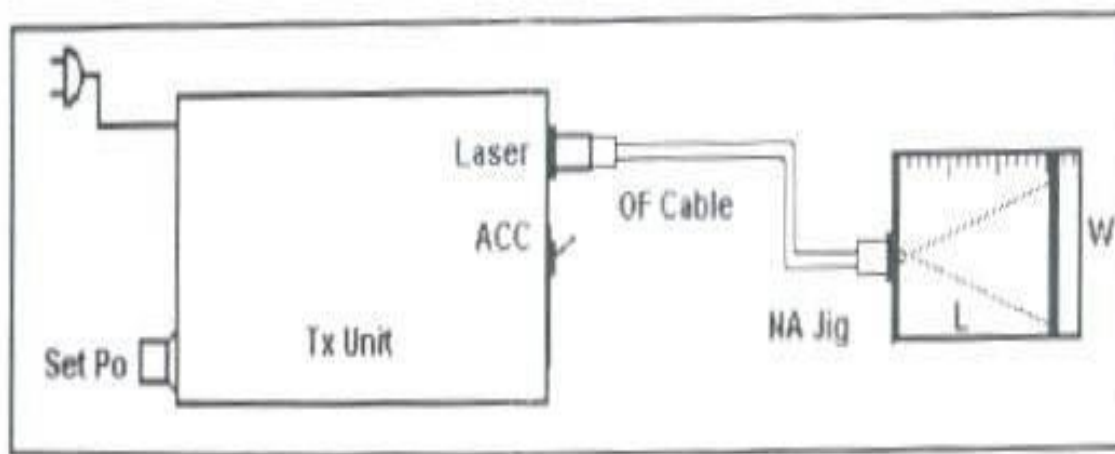 Laser
OF Cable
ACC
W
NA Jig
L
Tx Unit
Set Po